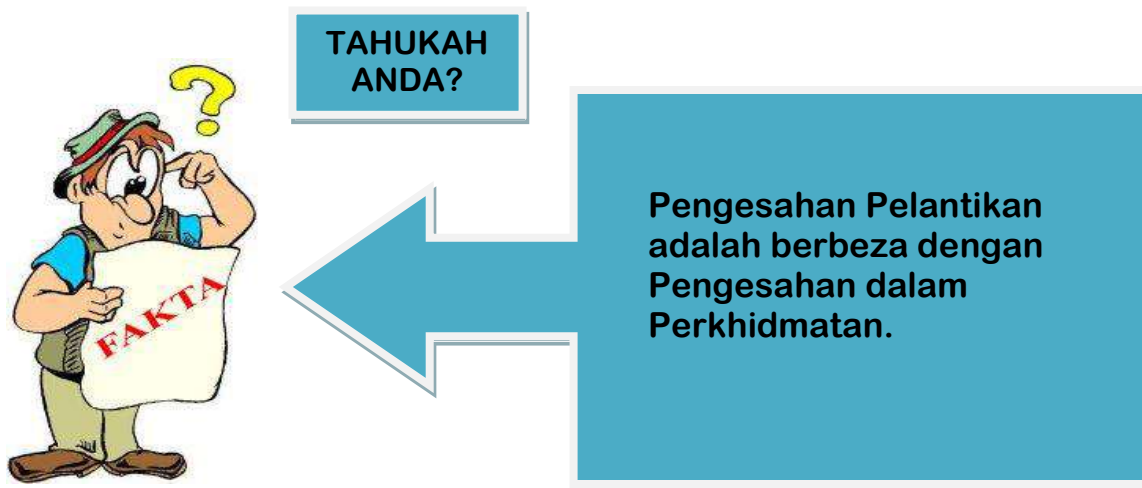 TAHUKAH
ANDA?
Pengesahan Pelantikan
adalah berbeza dengan
Pengesahan dalam
Perkhidmatan.
?
FAKTA